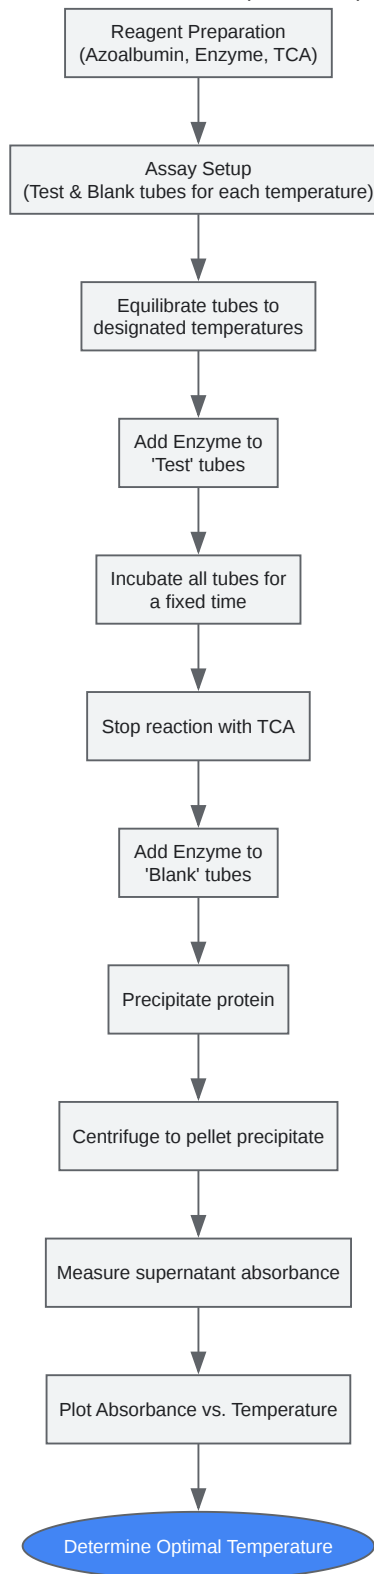 Reagent Preparation
(Azoalbumin, Enzyme, TCA)
Assay Setup
(Test & Blank tubes for each temperature)
Equilibrate tubes to
designated temperatures
Add Enzyme to
'Test' tubes
Incubate all tubes for
a fixed time
Stop reaction with TCA
Add Enzyme to
'Blank' tubes
Precipitate protein
Centrifuge to pellet precipitate
Measure supernatant absorbance
Plot Absorbance vs. Temperature
Determine Optimal Temperature